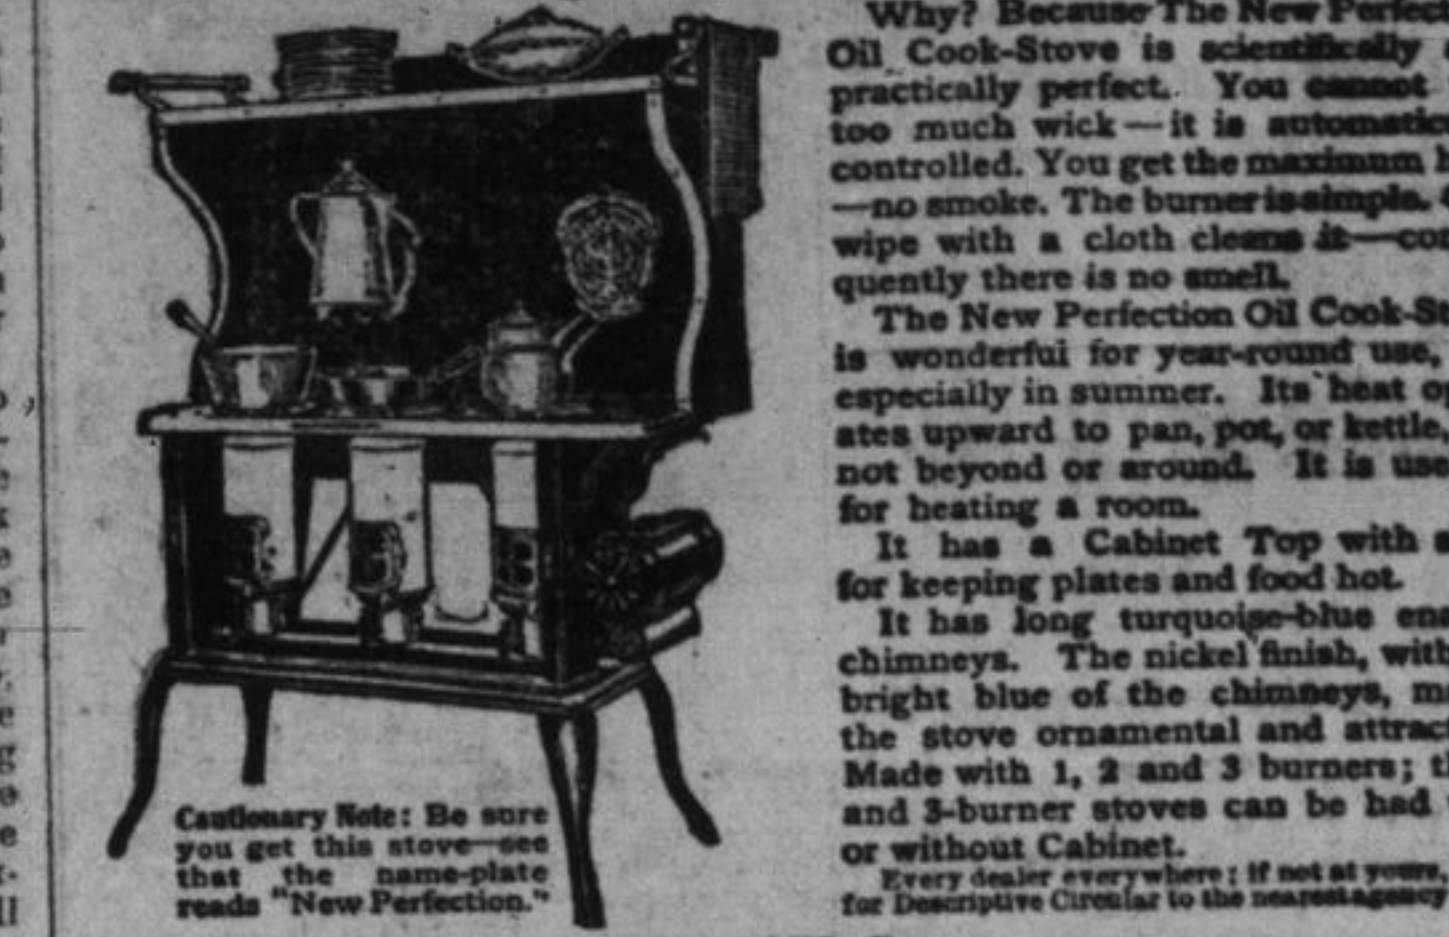 Why? Because The New Perfect
Oil Cook-Stove is scientifically
practically perfect. You cannot
too much wick—it is automatic
controlled. You get the maximum
—no smoke. The burner is simple.
wipe with a cloth cleans it—con
quently there is no smell.
The New Perfection Oil Cook-St
is wonderful for year-round use,
especially in summer. Its heat op
ates upward to pan, pot, or kettle,
not beyond or around. It is use
for heating a room.
It has a Cabinet Top with s
for keeping plates and food hot.
It has long turquoise-blue ena
chimneys. The nickel finish, with
bright blue of the chimneys, ma
the stove ornamental and attrac
Made with 1, 2 and 3 burners; th
and 3-burner stoves can be had
or without Cabinet.
Every dealer everywhere; if not at yours,
for Descriptive Circular to the nearest agency
Cautionary Note: Be sure
you get this stove—see
that the name-plate
reads "New Perfection."